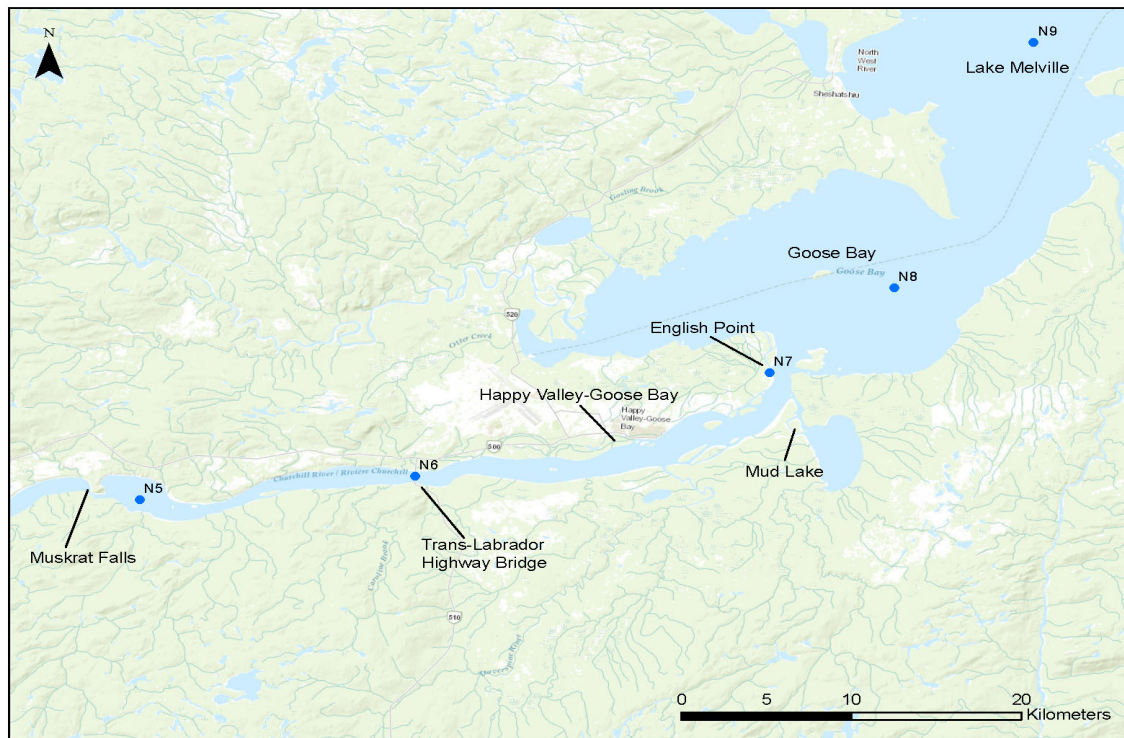 N
N9
North
West
River
Lake Melville
Sheshatshiu
Gosling Brook
Goose Bay
Goose Bay
N8
520
English Point
Otter Creek
N7
Happy Valley-Goose Bay
Happy
Valley-Goose
Bay
500
Mud Lake
Churchill River / Rivière Churchill
N6
N5
Muskrat Falls
Trans-Labrador
Highway Bridge
Caroline Brook
510
0 5 10 20
Kilometers